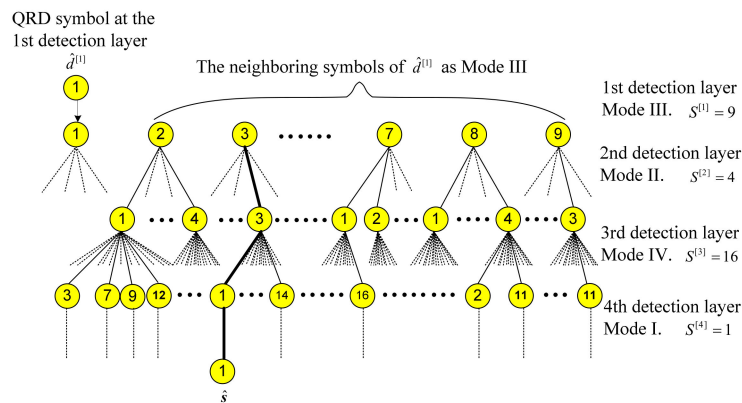 QRD symbol at the
1st detection layer
d̂^[1]
1
The neighboring symbols of d̂^[1] as Mode III
1st detection layer
Mode III. S^[1] = 9
1 2 3 •••••• 7 8 9
2nd detection layer
Mode II. S^[2] = 4
1 4 3 1 2 1 4 3
3rd detection layer
Mode IV. S^[3] = 16
3 7 9 12 1 14 16 2 11 11
4th detection layer
Mode I. S^[4] = 1
1
ŝ